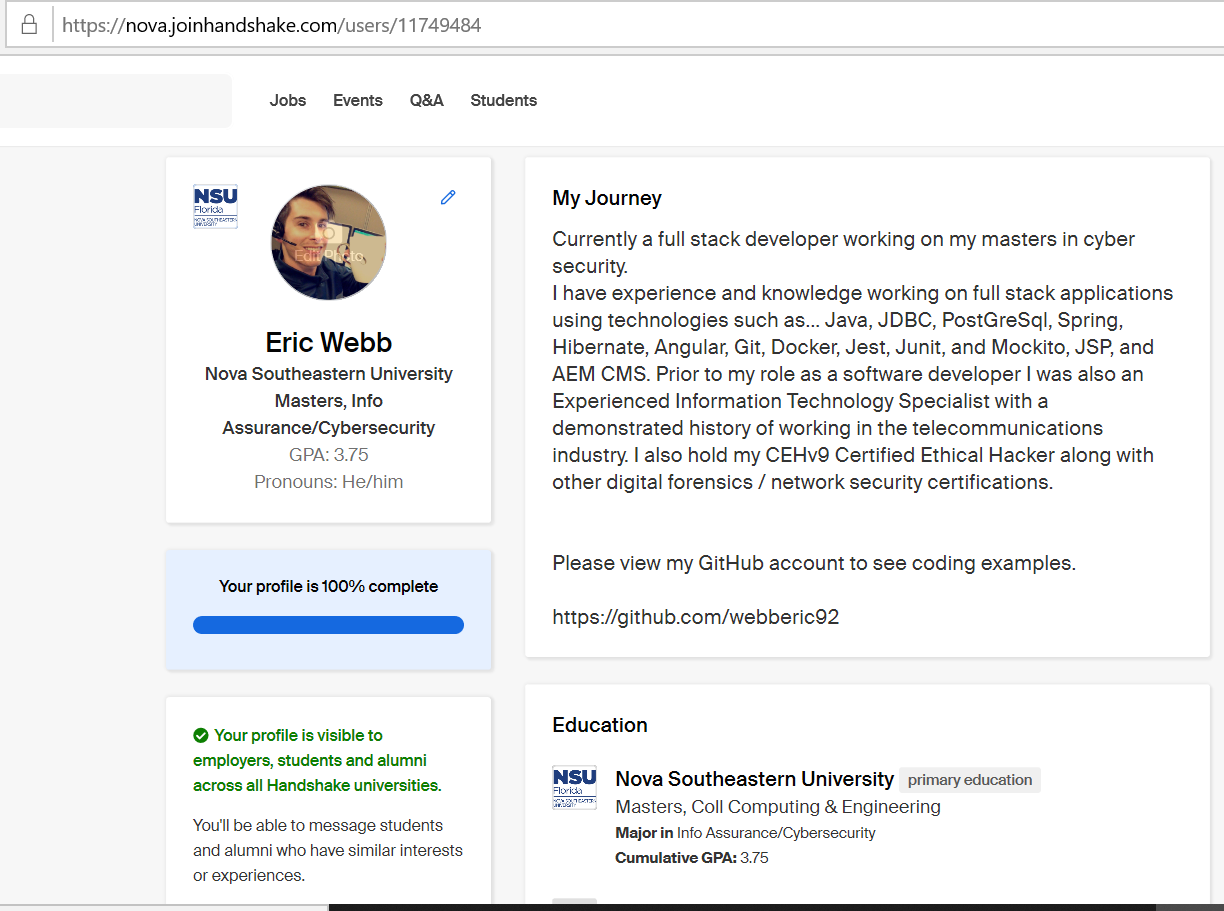 https://nova.joinhandshake.com/users/11749484
Jobs Events Q&A Students
NSU
Florida
NOVA SOUTHEASTERN
UNIVERSITY
Edit Photo
Eric Webb
Nova Southeastern University
Masters, Info
Assurance/Cybersecurity
GPA: 3.75
Pronouns: He/him
Your profile is 100% complete
Your profile is visible to
employers, students and alumni
across all Handshake universities.
You'll be able to message students
and alumni who have similar interests
or experiences.
My Journey
Currently a full stack developer working on my masters in cyber
security.
I have experience and knowledge working on full stack applications
using technologies such as... Java, JDBC, PostGreSql, Spring,
Hibernate, Angular, Git, Docker, Jest, Junit, and Mockito, JSP, and
AEM CMS. Prior to my role as a software developer I was also an
Experienced Information Technology Specialist with a
demonstrated history of working in the telecommunications
industry. I also hold my CEHv9 Certified Ethical Hacker along with
other digital forensics / network security certifications.
Please view my GitHub account to see coding examples.
https://github.com/webberic92
Education
NSU
Florida
NOVA SOUTHEASTERN
UNIVERSITY
Nova Southeastern University primary education
Masters, Coll Computing & Engineering
Major in Info Assurance/Cybersecurity
Cumulative GPA: 3.75